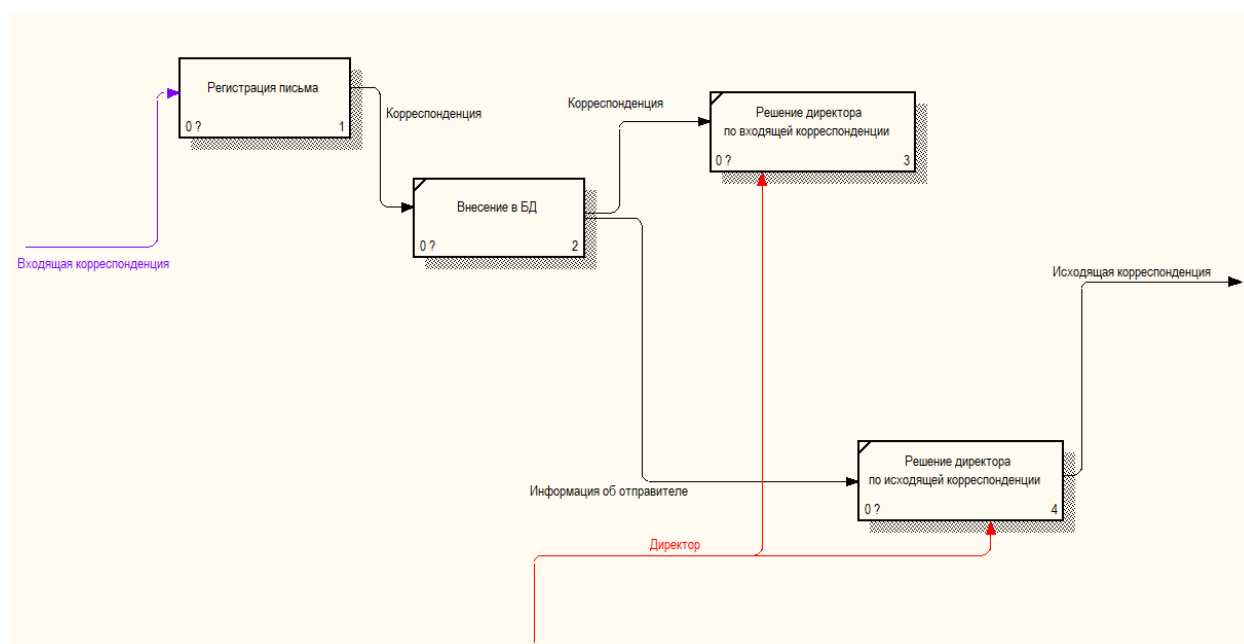 Регистрация письма
0 ?
1
Корреспонденция
Корреспонденция
Решение директора
по входящей корреспонденции
0 ?
3
Внесение в БД
0 ?
2
Входящая корреспонденция
Исходящая корреспонденция
Решение директора
по исходящей корреспонденции
0 ?
4
Информация об отправителе
Директор